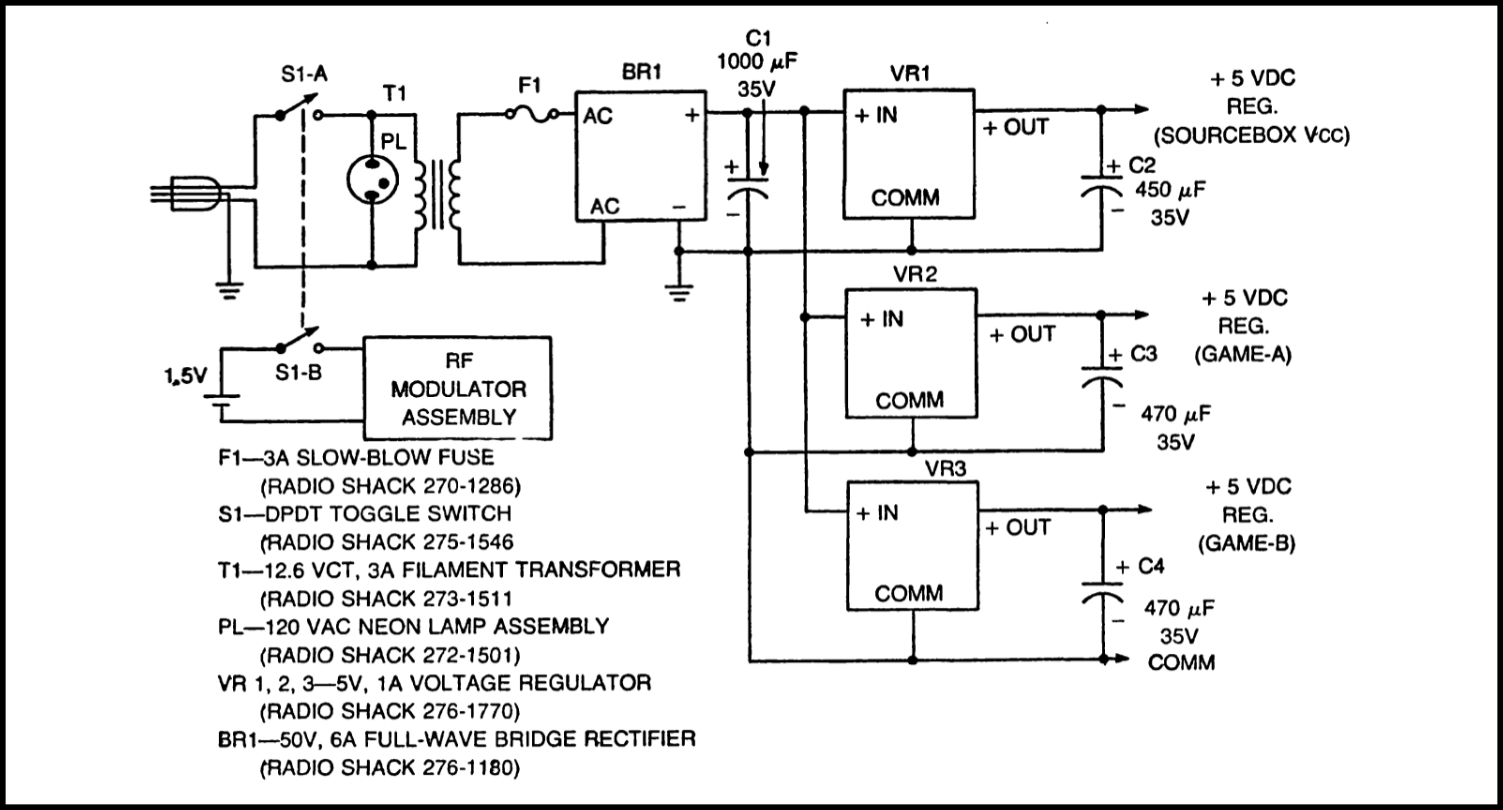 S1-A
T1
PL
F1
BR1
AC
+
AC
−
C1
1000 µF
35V
+
−
VR1
+ IN
+ OUT
COMM
+ 5 VDC
REG.
(SOURCEBOX Vcc)
+ C2
450 µF
− 35V
VR2
+ IN
+ OUT
COMM
+ 5 VDC
REG.
(GAME-A)
+ C3
− 470 µF
35V
VR3
+ IN
+ OUT
COMM
+ 5 VDC
REG.
(GAME-B)
+ C4
470 µF
− 35V
COMM
1.5V
S1-B
RF
MODULATOR
ASSEMBLY
F1—3A SLOW-BLOW FUSE
(RADIO SHACK 270-1286)
S1—DPDT TOGGLE SWITCH
(RADIO SHACK 275-1546
T1—12.6 VCT, 3A FILAMENT TRANSFORMER
(RADIO SHACK 273-1511
PL—120 VAC NEON LAMP ASSEMBLY
(RADIO SHACK 272-1501)
VR 1, 2, 3—5V, 1A VOLTAGE REGULATOR
(RADIO SHACK 276-1770)
BR1—50V, 6A FULL-WAVE BRIDGE RECTIFIER
(RADIO SHACK 276-1180)